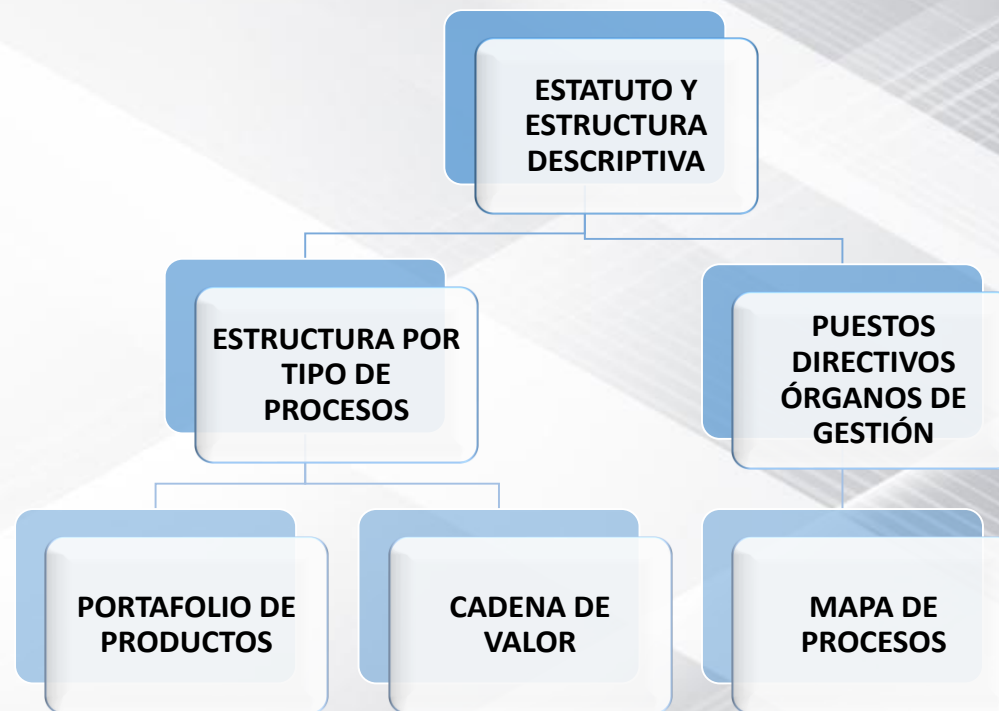 ESTATUTO Y
ESTRUCTURA
DESCRIPTIVA
ESTRUCTURA POR
TIPO DE
PROCESOS
PUESTOS
DIRECTIVOS
ÓRGANOS DE
GESTIÓN
PORTAFOLIO DE
PRODUCTOS
CADENA DE
VALOR
MAPA DE
PROCESOS